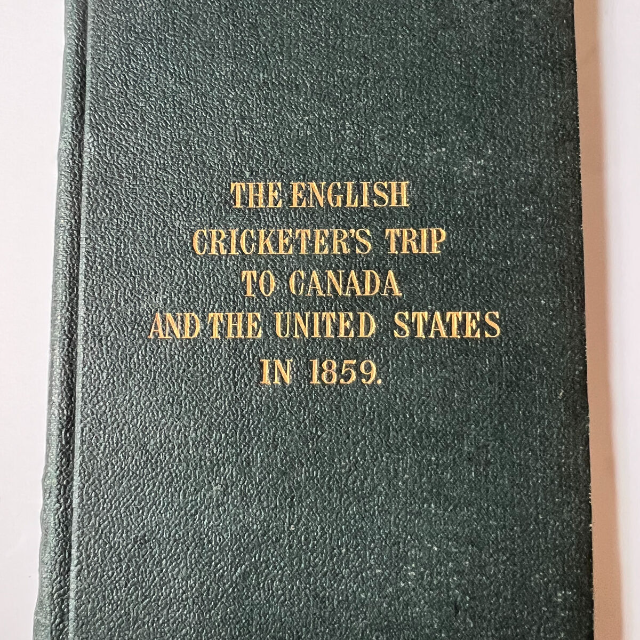 THE ENGLISH
CRICKETER'S TRIP
TO CANADA
AND THE UNITED STATES
IN 1859.